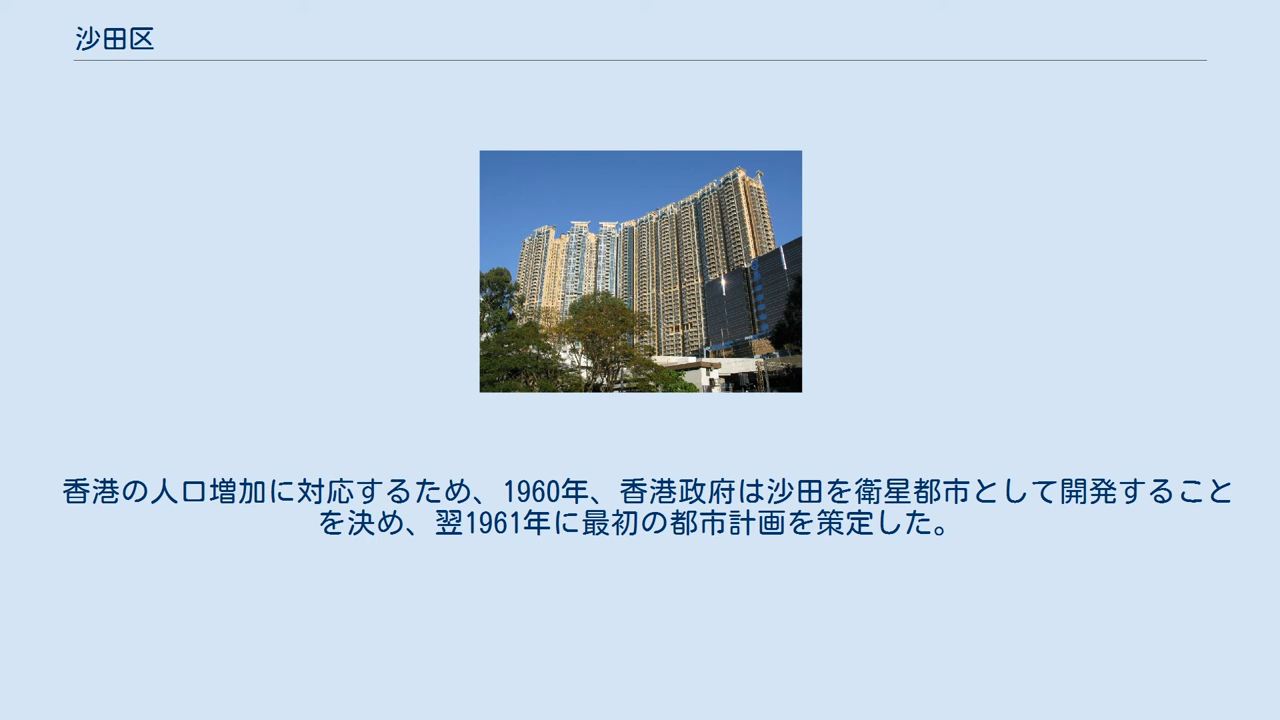 沙田区
香港の人口増加に対応するため、1960年、香港政府は沙田を衛星都市として開発すること
を決め、翌1961年に最初の都市計画を策定した。